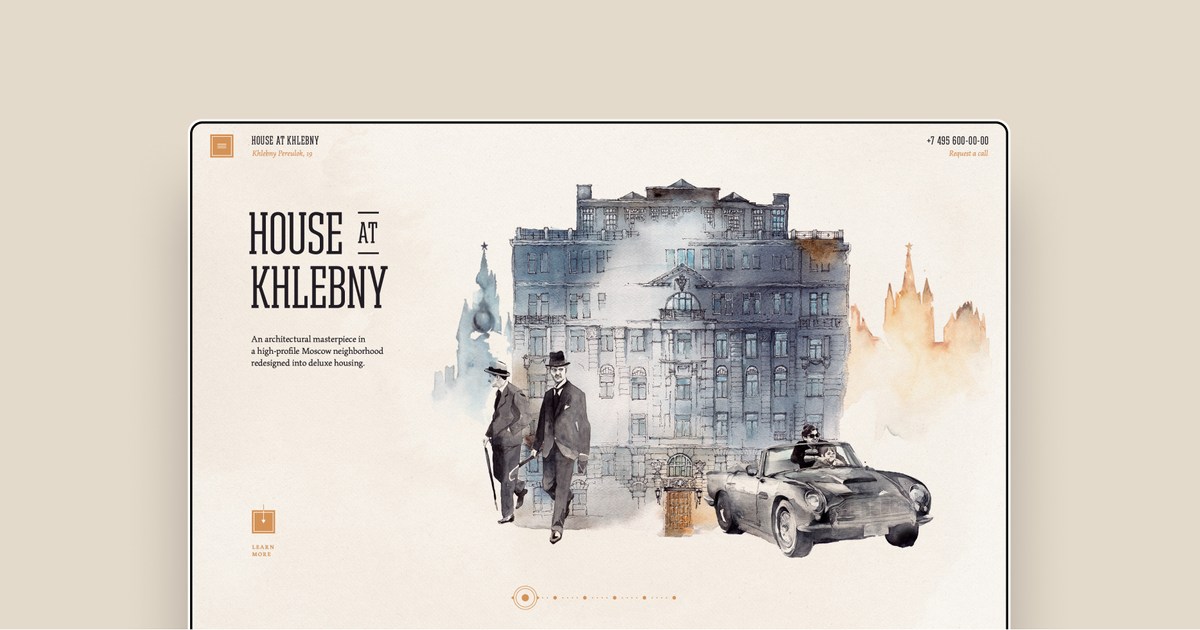 HOUSE AT KHLEBNY
Khlebny Pereulok, 19
+7 495 600-00-00
Request a call
HOUSE AT
KHLEBNY
An architectural masterpiece in
a high-profile Moscow neighborhood
redesigned into deluxe housing.
LEARN
MORE